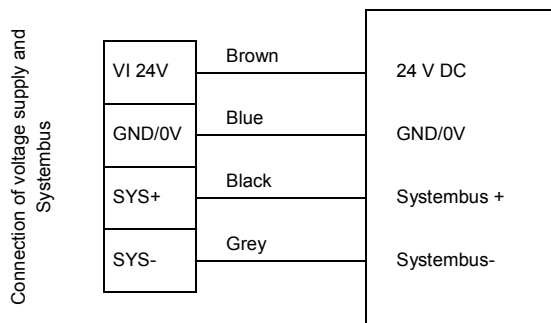 Connection of voltage supply and
Systembus
VI 24V
Brown
24 V DC
GND/0V
Blue
GND/0V
SYS+
Black
Systembus +
SYS-
Grey
Systembus-